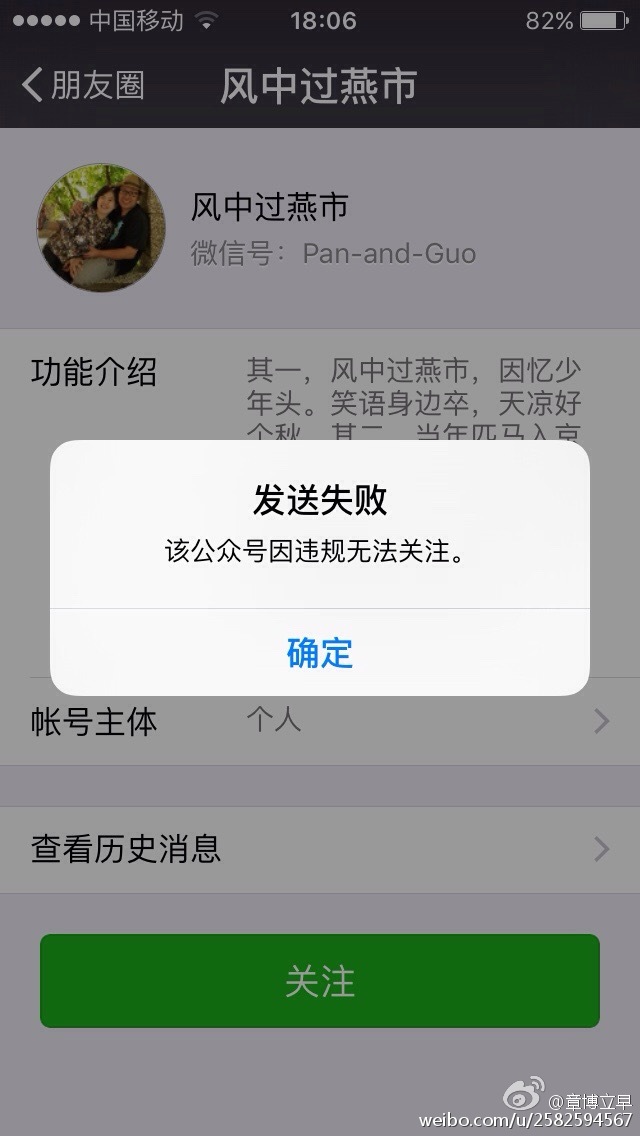 中国移动
18:06
82%
朋友圈
风中过燕市
风中过燕市
微信号：Pan-and-Guo
功能介绍
其一，风中过燕市，因忆少
年头。笑语身边卒，天凉好
个秋。其二，当年匹马入京
发送失败
该公众号因违规无法关注。
确定
帐号主体
个人
查看历史消息
关注
@章博立早
weibo.com/u/2582594567